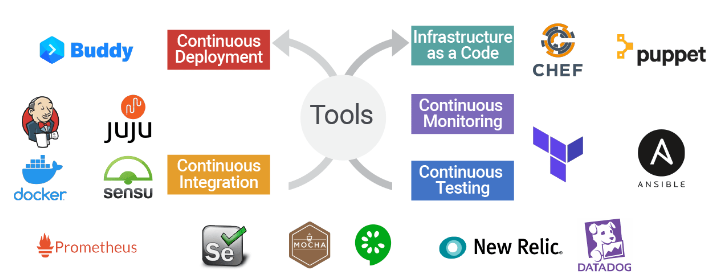 Buddy
Continuous
Deployment
Infrastructure
as a Code
CHEF
puppet
Tools
JUJU
Continuous
Monitoring
docker
sensu
Continuous
Integration
Continuous
Testing
ANSIBLE
Prometheus
Se
MOCHA
New Relic.
DATADOG